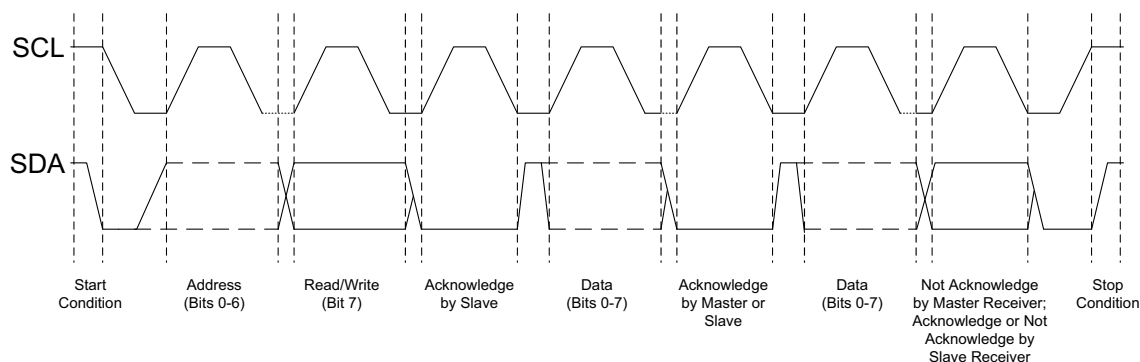 SCL
SDA
Start
Condition
Address
(Bits 0-6)
Read/Write
(Bit 7)
Acknowledge
by Slave
Data
(Bits 0-7)
Acknowledge
by Master or
Slave
Data
(Bits 0-7)
Not Acknowledge
by Master Receiver;
Acknowledge or Not
Acknowledge by
Slave Receiver
Stop
Condition